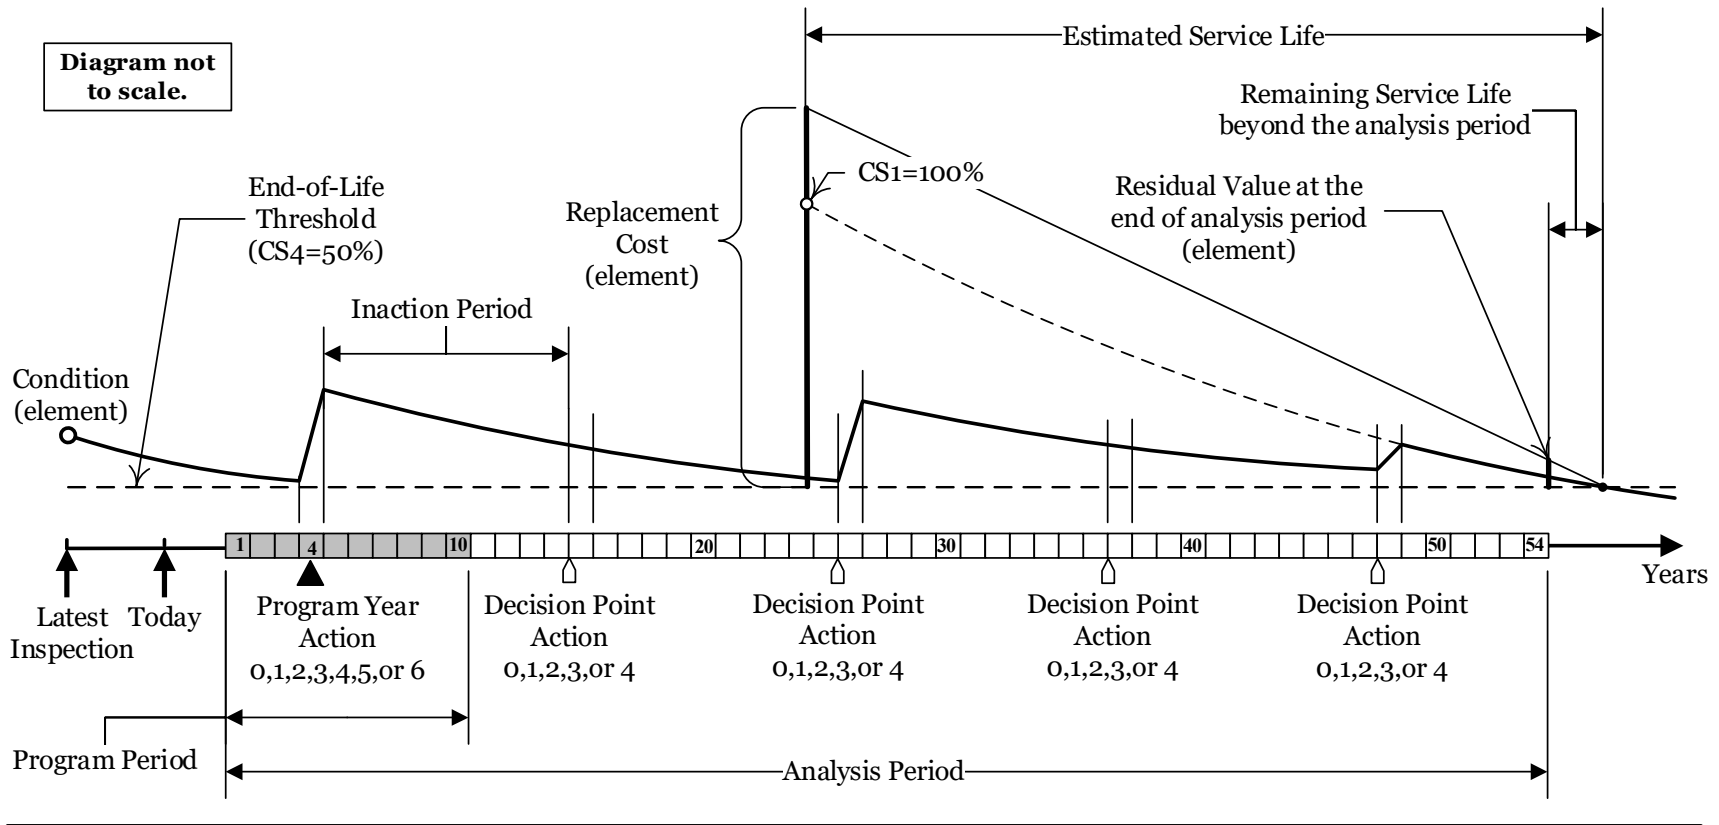 Diagram not
to scale.
Estimated Service Life
Remaining Service Life
beyond the analysis period
CS1=100%
End-of-Life
Threshold
(CS4=50%)
Residual Value at the
end of analysis period
(element)
Replacement
Cost
(element)
Inaction Period
Condition
(element)
1
4
10
20
30
40
50
54
Years
Latest
Inspection
Today
Program Year
Action
0,1,2,3,4,5,or 6
Decision Point
Action
0,1,2,3,or 4
Decision Point
Action
0,1,2,3,or 4
Decision Point
Action
0,1,2,3,or 4
Decision Point
Action
0,1,2,3,or 4
Program Period
Analysis Period